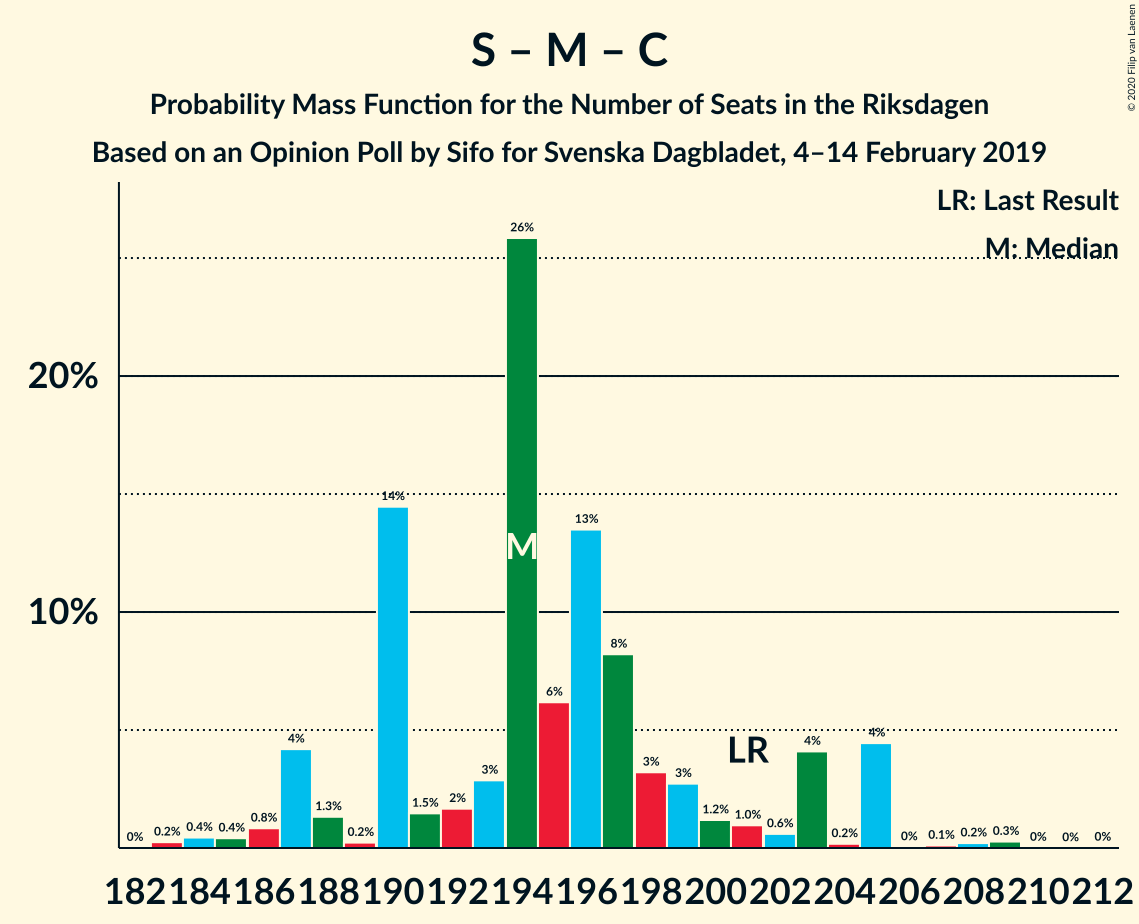 S – M – C
Probability Mass Function for the Number of Seats in the Riksdagen
Based on an Opinion Poll by Sifo for Svenska Dagbladet, 4–14 February 2019
© 2020 Filip van Laenen
LR: Last Result
M: Median
20%
10%
0% 0.2% 0.4% 0.4% 0.8% 4% 1.3% 0.2% 14% 1.5% 2% 3% 26% 6% 13% 8% 3% 3% 1.2% 1.0% 0.6% 4% 0.2% 4% 0% 0.1% 0.2% 0.3% 0% 0% 0%
M
LR
182 184 186 188 190 192 194 196 198 200 202 204 206 208 210 212